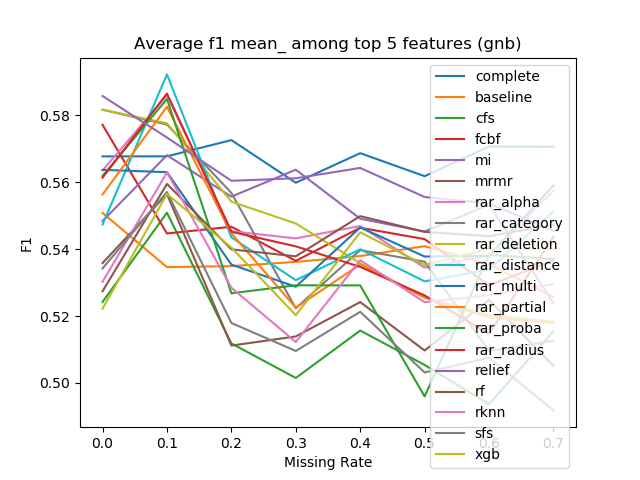 Average f1 mean_ among top 5 features (gnb)
F1
0.58
0.56
0.54
0.52
0.50
complete
baseline
cfs
fcbf
mi
mrmr
rar_alpha
rar_category
rar_deletion
rar_distance
rar_multi
rar_partial
rar_proba
rar_radius
relief
rf
rknn
sfs
xgb
0.0 0.1 0.2 0.3 0.4 0.5 0.6 0.7
Missing Rate